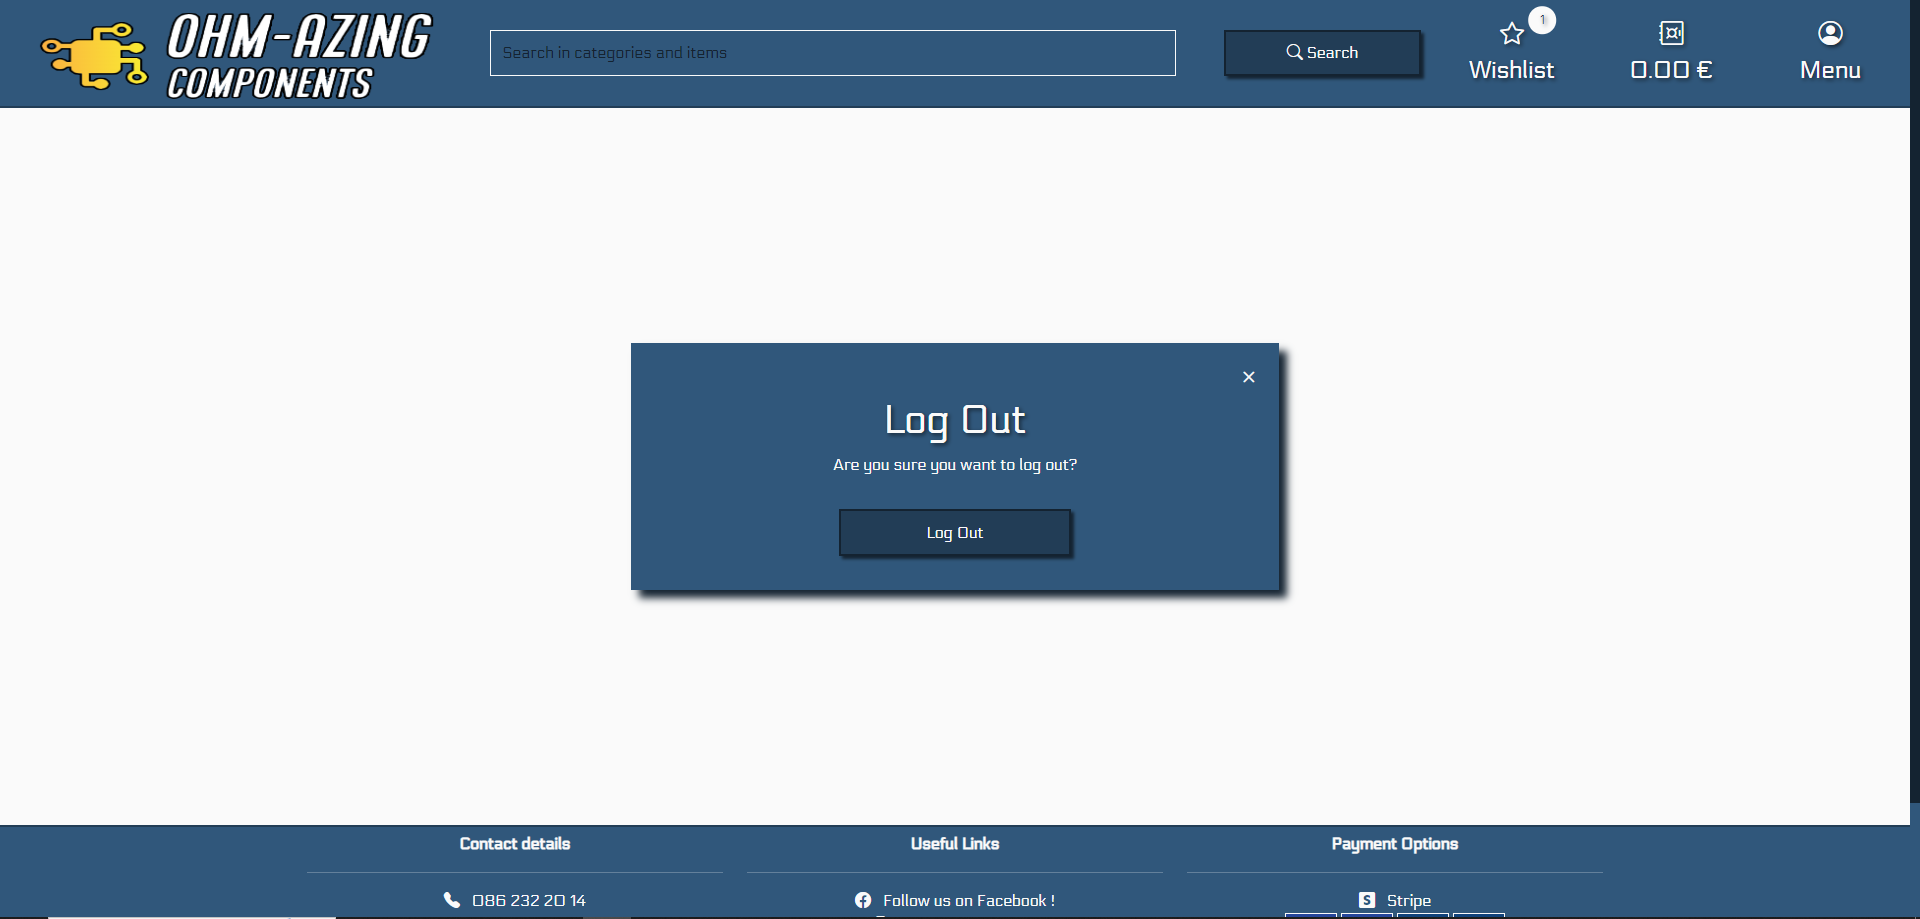 OHM-AZING
COMPONENTS
Search in categories and items
Search
1
Wishlist
0.00 €
Menu
×
Log Out
Are you sure you want to log out?
Log Out
Contact details
Useful Links
Payment Options
086 232 20 14
Follow us on Facebook !
S Stripe